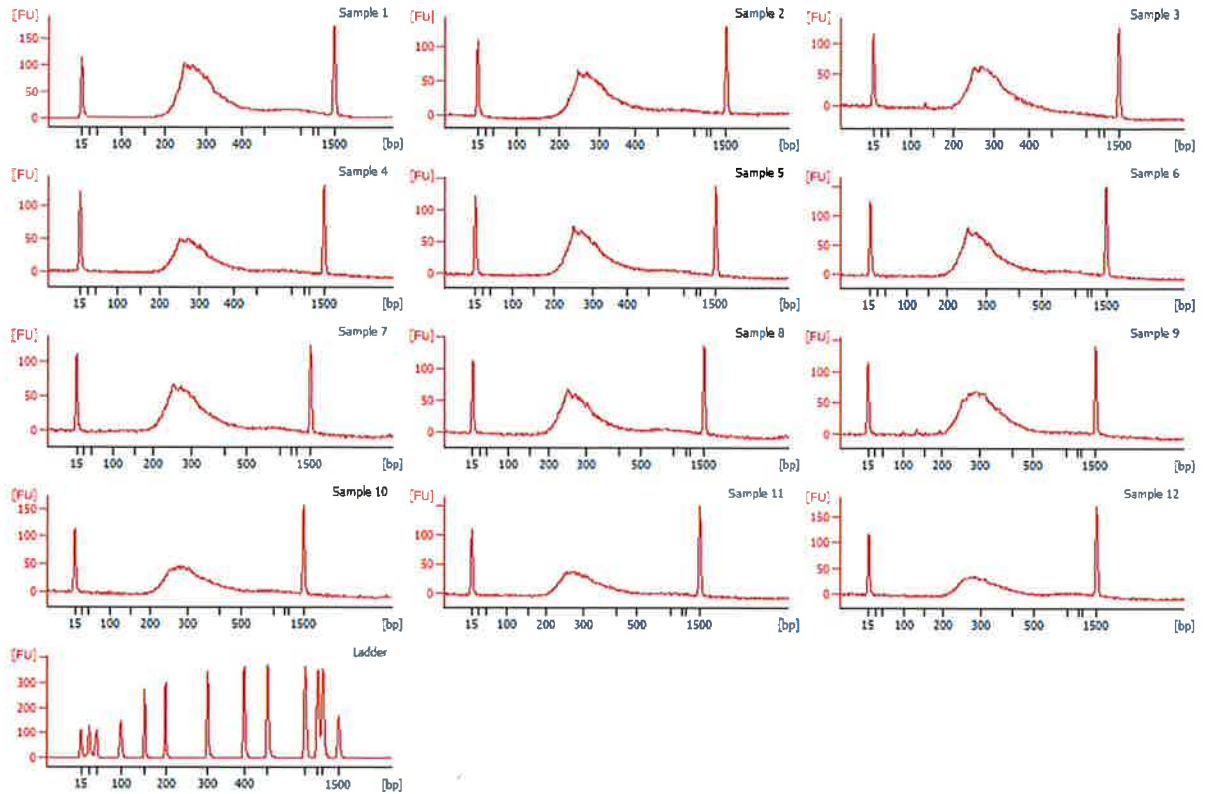 [FU] Sample 1
150
100
50
0
15 100 200 300 400 1500 [bp]
[FU] Sample 2
100
50
0
15 100 200 300 400 1500 [bp]
[FU] Sample 3
100
50
0
15 100 200 300 400 1500 [bp]
[FU] Sample 4
100
50
0
15 100 200 300 400 1500 [bp]
[FU] Sample 5
100
50
0
15 100 200 300 400 1500 [bp]
[FU] Sample 6
100
50
0
15 100 200 300 500 1500 [bp]
[FU] Sample 7
100
50
0
15 100 200 300 500 1500 [bp]
[FU] Sample 8
100
50
0
15 100 200 300 500 1500 [bp]
[FU] Sample 9
100
50
0
15 100 200 300 500 1500 [bp]
[FU] Sample 10
150
100
50
0
15 100 200 300 500 1500 [bp]
[FU] Sample 11
100
50
0
15 100 200 300 500 1500 [bp]
[FU] Sample 12
150
100
50
0
15 100 200 300 500 1500 [bp]
[FU] Ladder
300
200
100
0
15 100 200 300 400 1500 [bp]